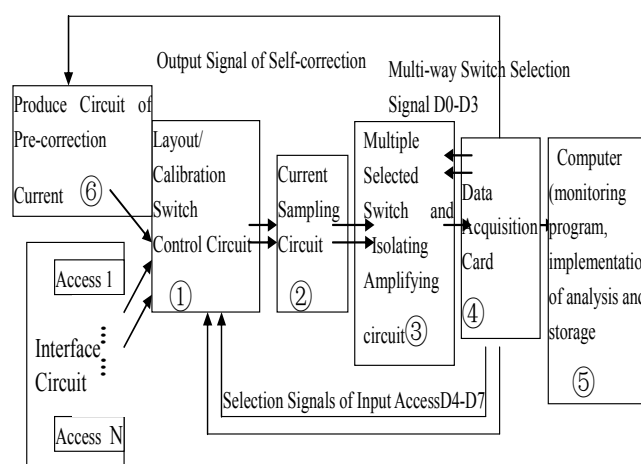 Output Signal of Self-correction
Multi-way Switch Selection
Signal D0-D3
Produce Circuit of
Pre-correction
Current ⑥
Layout/
Calibration
Switch
Control Circuit
①
Current
Sampling
Circuit
②
Multiple
Selected
Switch and
Isolating
Amplifying
circuit③
Data
Acquisition
Card
④
Computer
(monitoring
program,
implementation
of analysis and
storage
⑤
Access 1
Interface
Circuit
Access N
Selection Signals of Input AccessD4-D7